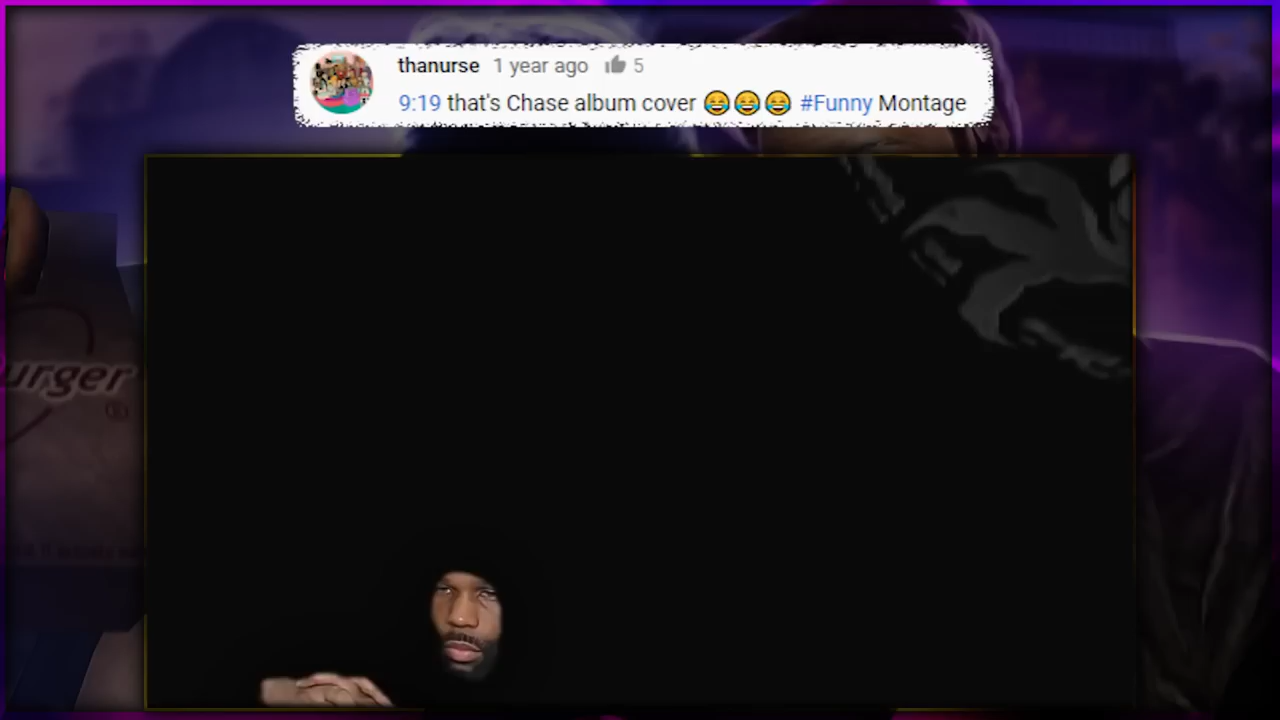 thanurse 1 year ago 5
9:19 that's Chase album cover 😂😂😂 #Funny Montage
urger
®